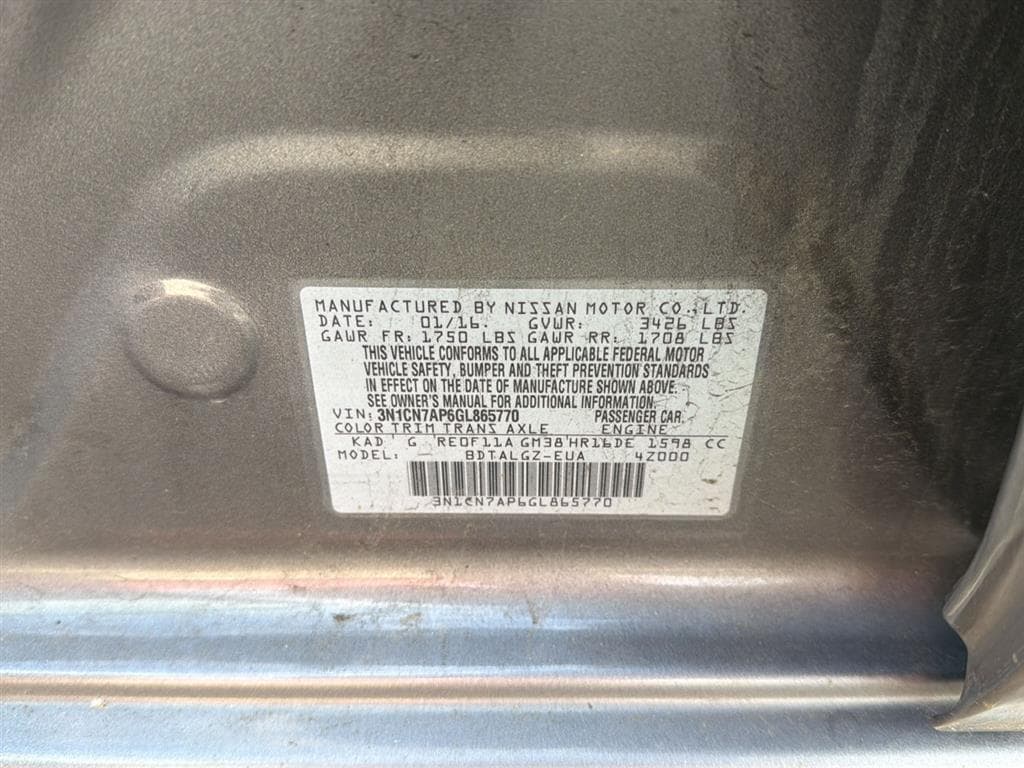 MANUFACTURED BY NISSAN MOTOR CO.,LTD.
DATE: 01/16. GVWR: 3426 LBS
GAWR FR: 1750 LBS GAWR RR: 1708 LBS
THIS VEHICLE CONFORMS TO ALL APPLICABLE FEDERAL MOTOR
VEHICLE SAFETY, BUMPER AND THEFT PREVENTION STANDARDS
IN EFFECT ON THE DATE OF MANUFACTURE SHOWN ABOVE.
SEE OWNER'S MANUAL FOR ADDITIONAL INFORMATION.
VIN: 3N1CN7AP6GL865770 PASSENGER CAR.
COLOR TRIM TRANS AXLE ENGINE
KAD G RE0F11A GM38 HR16DE 1598 CC
MODEL: BDTALGZ-EUA 4Z000
3N1CN7AP6GL865770